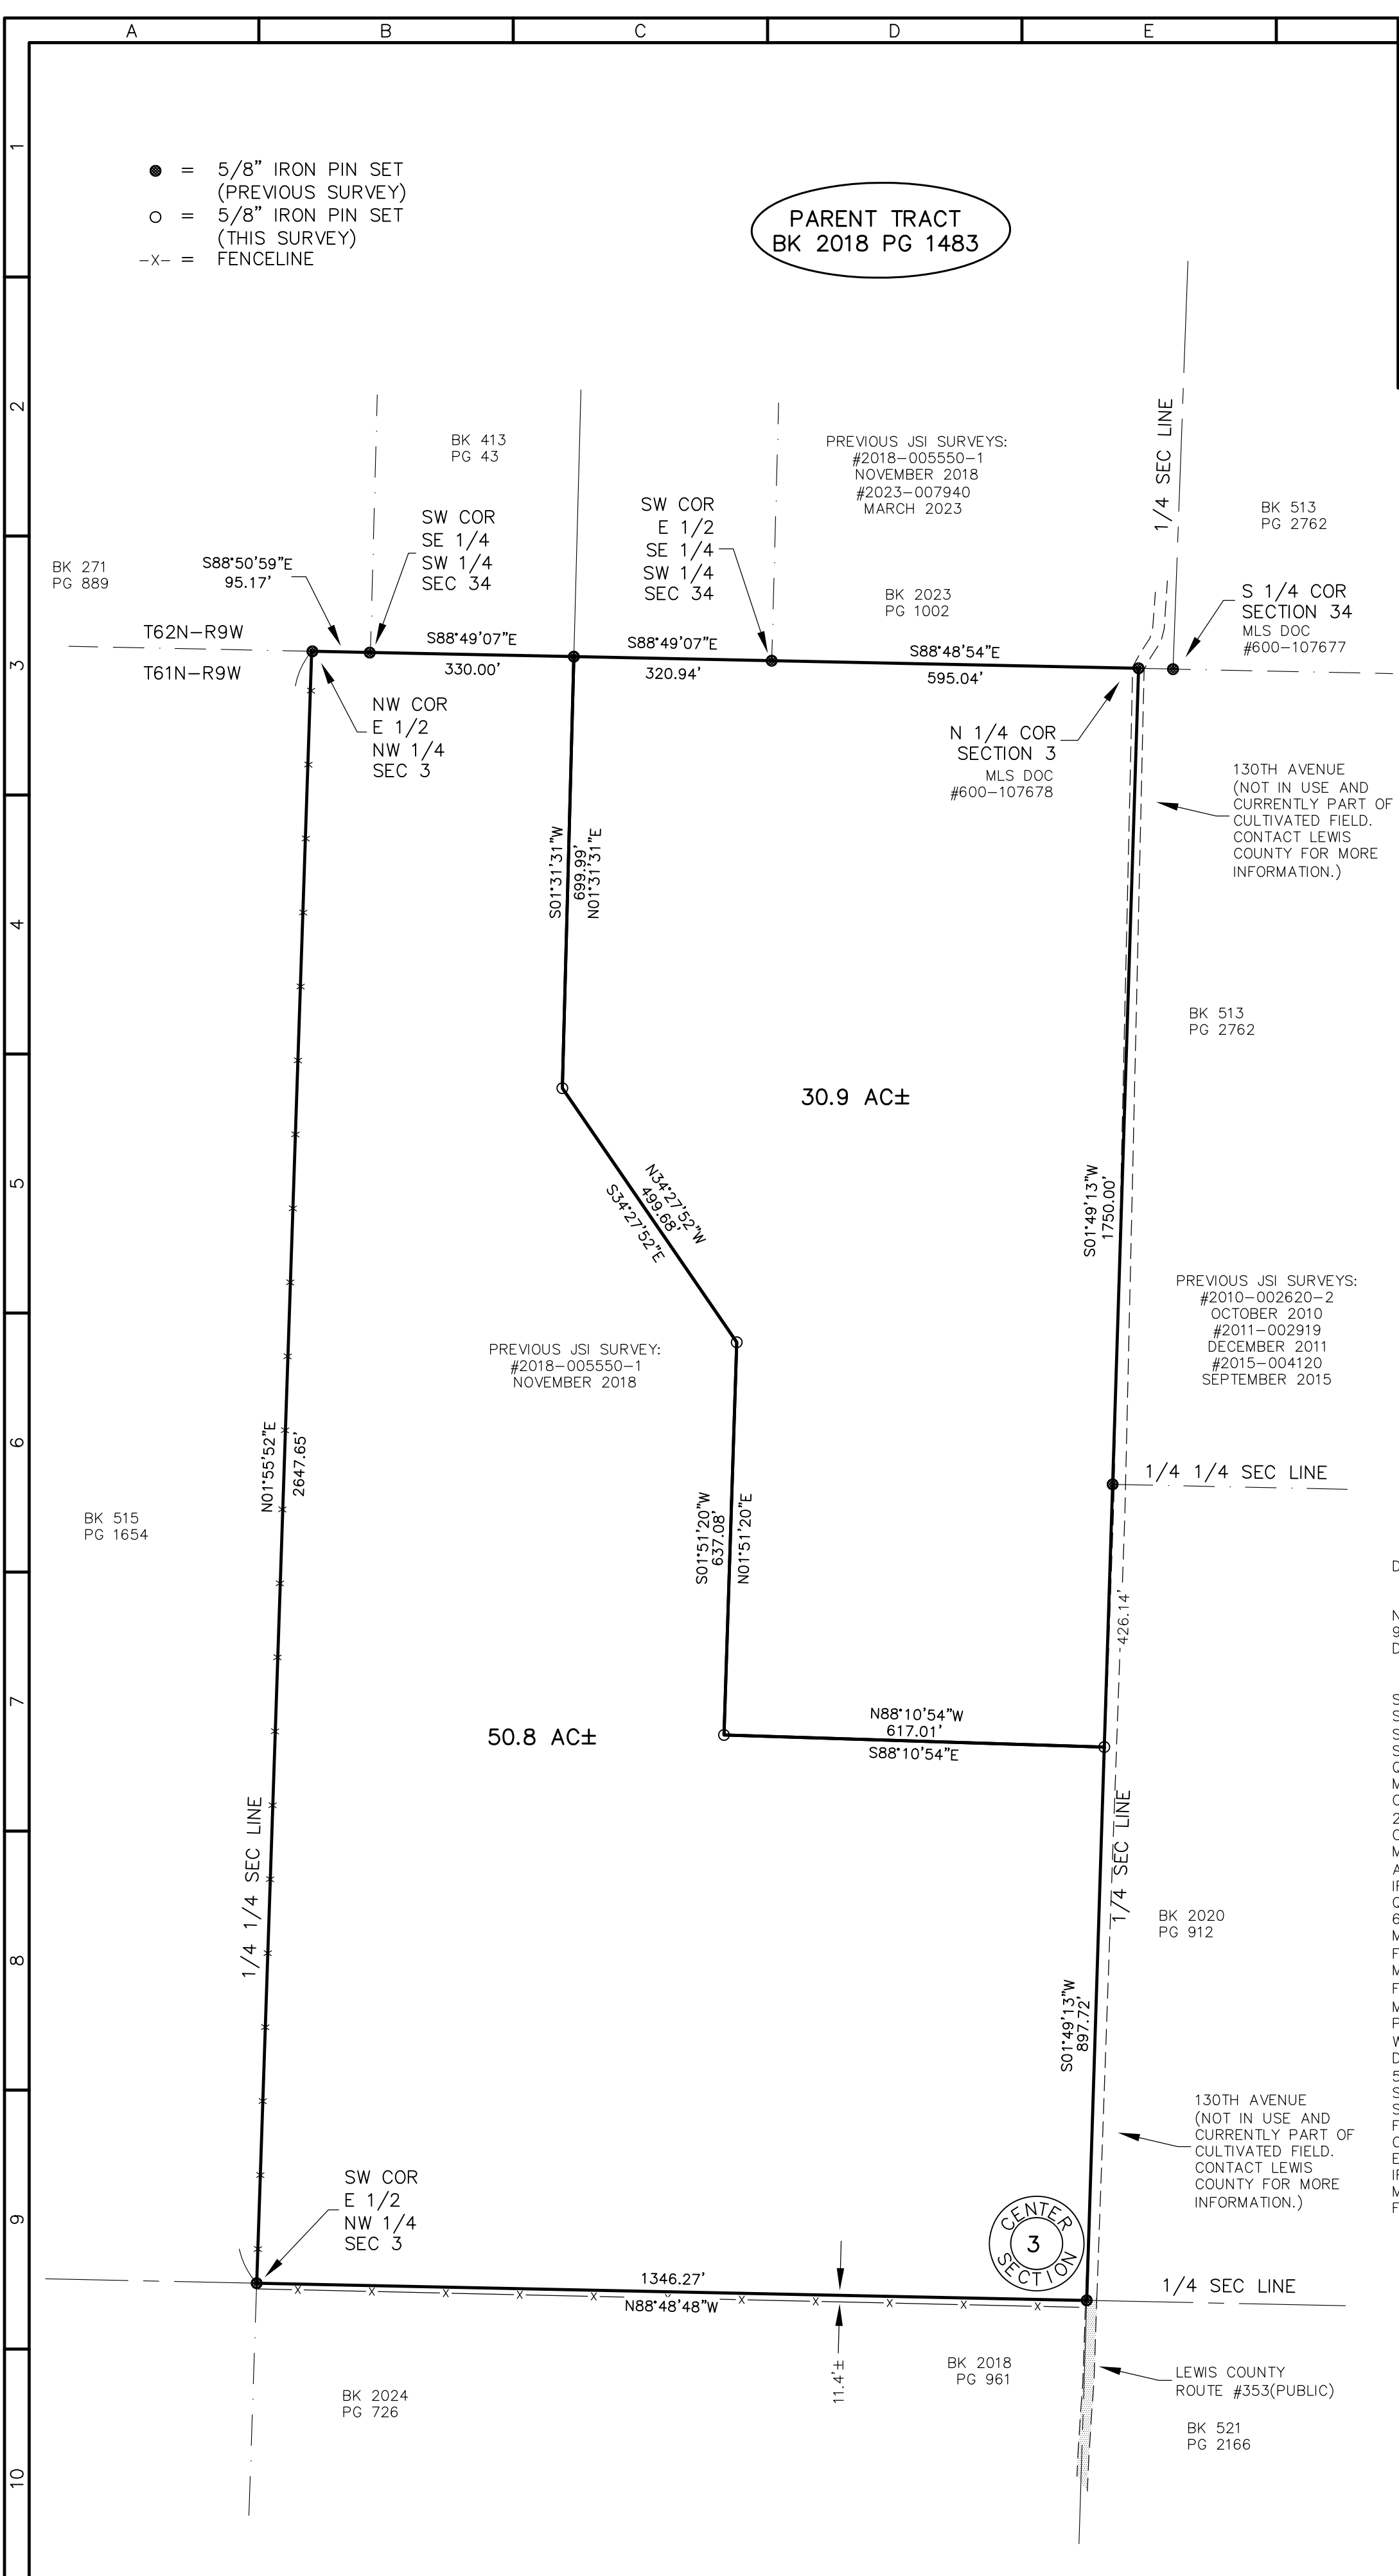 A
B
C
D
E
1
2
3
4
5
6
7
8
9
10
● = 5/8” IRON PIN SET
(PREVIOUS SURVEY)
○ = 5/8” IRON PIN SET
(THIS SURVEY)
-X- = FENCELINE
PARENT TRACT
BK 2018 PG 1483
BK 413
PG 43
PREVIOUS JSI SURVEYS:
#2018-005550-1
NOVEMBER 2018
#2023-007940
MARCH 2023
1/4 SEC LINE
BK 513
PG 2762
SW COR
SE 1/4
SW 1/4
SEC 34
SW COR
E 1/2
SE 1/4
SW 1/4
SEC 34
BK 271
PG 889
S88°50'59”E
95.17'
BK 2023
PG 1002
S 1/4 COR
SECTION 34
MLS DOC
#600-107677
T62N-R9W
T61N-R9W
S88°49'07”E
330.00'
S88°49'07”E
320.94'
S88°48'54”E
595.04'
NW COR
E 1/2
NW 1/4
SEC 3
N 1/4 COR
SECTION 3
MLS DOC
#600-107678
130TH AVENUE
(NOT IN USE AND
CURRENTLY PART OF
CULTIVATED FIELD.
CONTACT LEWIS
COUNTY FOR MORE
INFORMATION.)
S01°31'31”W
699.99'
N01°31'31”E
BK 513
PG 2762
30.9 AC±
N34°27'52”W
499.68'
S34°27'52”E
S01°49'13”W
1750.00'
PREVIOUS JSI SURVEYS:
#2010-002620-2
OCTOBER 2010
#2011-002919
DECEMBER 2011
#2015-004120
SEPTEMBER 2015
PREVIOUS JSI SURVEY:
#2018-005550-1
NOVEMBER 2018
N01°55'52”E
2647.65'
1/4 1/4 SEC LINE
BK 515
PG 1654
S01°51'20”W
637.08'
N01°51'20”E
426.14'
N88°10'54”W
617.01'
S88°10'54”E
50.8 AC±
1/4 1/4 SEC LINE
1/4 SEC LINE
BK 2020
PG 912
S01°49'13”W
897.72'
130TH AVENUE
(NOT IN USE AND
CURRENTLY PART OF
CULTIVATED FIELD.
CONTACT LEWIS
COUNTY FOR MORE
INFORMATION.)
SW COR
E 1/2
NW 1/4
SEC 3
CENTER
3
SECTION
1346.27'
N88°48'48”W
1/4 SEC LINE
11.4'±
BK 2018
PG 961
LEWIS COUNTY
ROUTE #353(PUBLIC)
BK 2024
PG 726
BK 521
PG 2166